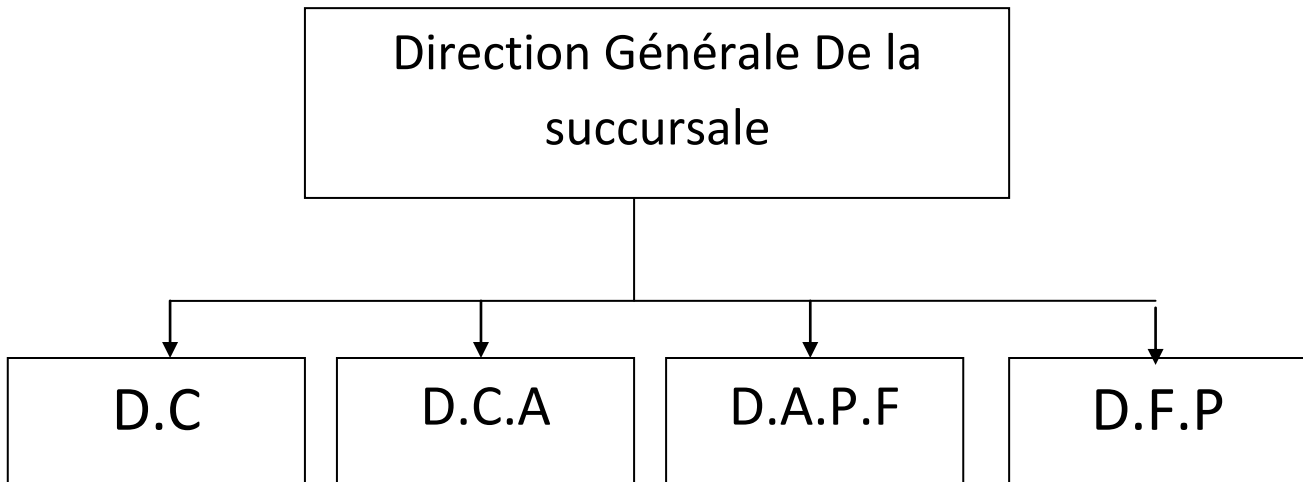 Direction Générale De la
succursale
D.C
D.C.A
D.A.P.F
D.F.P